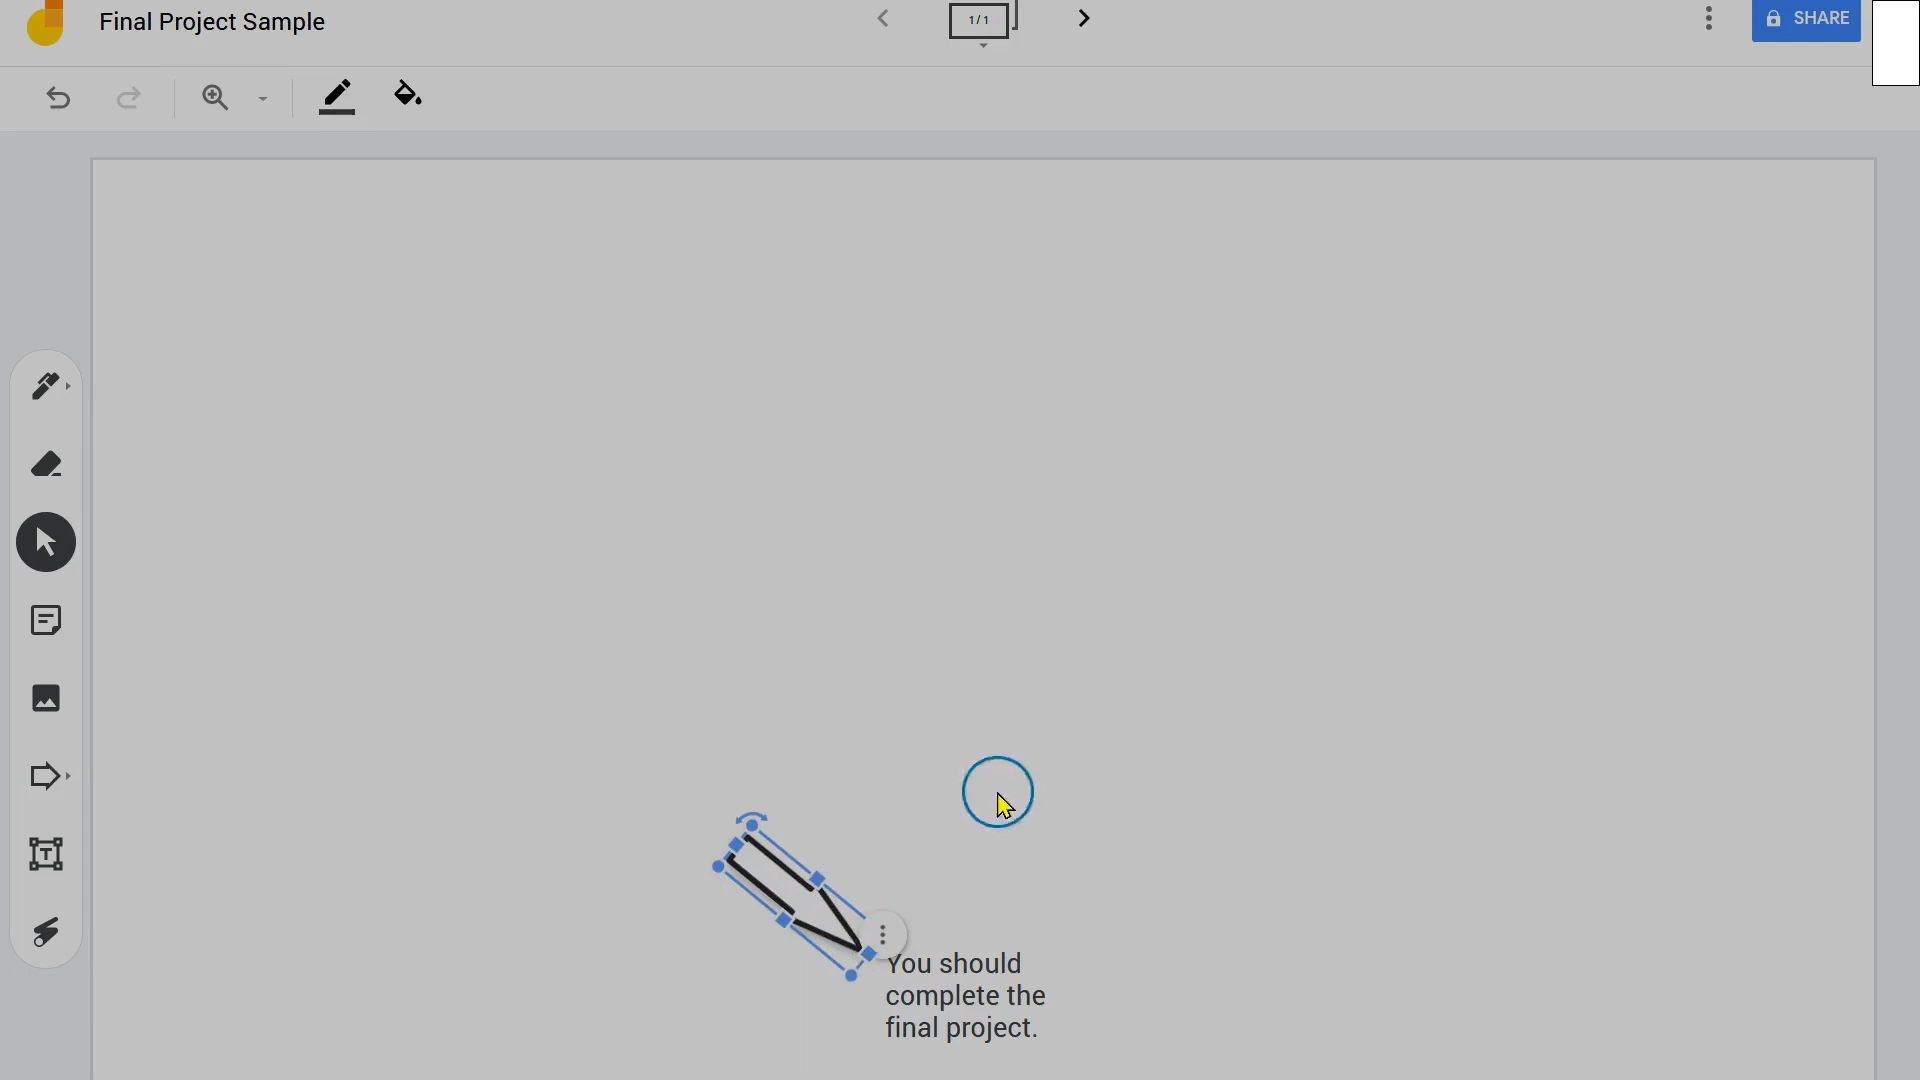 Final Project Sample
1/1
SHARE
You should
complete the
final project.